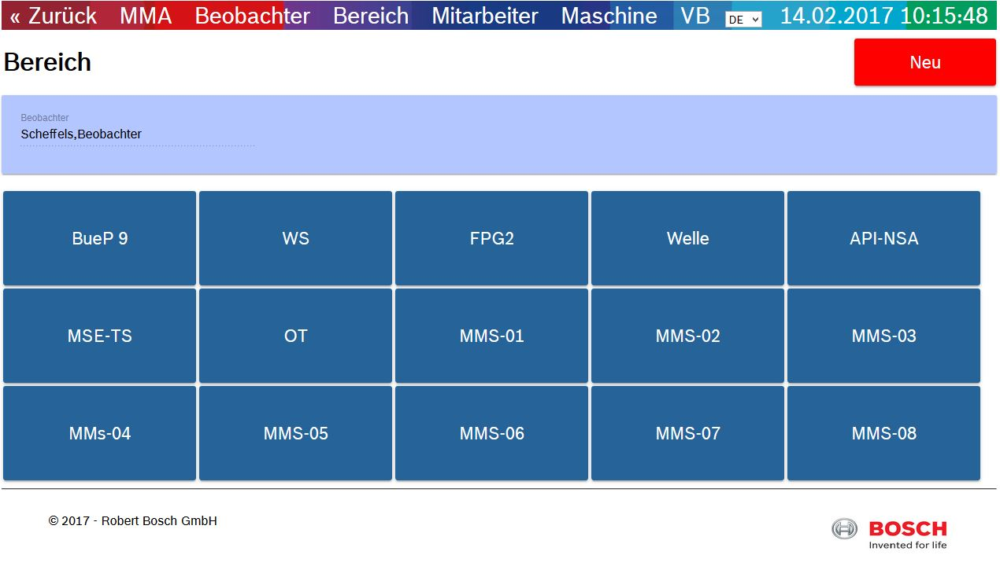 « Zurück MMA Beobachter Bereich Mitarbeiter Maschine VB DE 14.02.2017 10:15:48
Bereich
Neu
Beobachter
Scheffels,Beobachter
BueP 9 WS FPG2 Welle API-NSA
MSE-TS OT MMS-01 MMS-02 MMS-03
MMs-04 MMS-05 MMS-06 MMS-07 MMS-08
© 2017 - Robert Bosch GmbH
BOSCH
Invented for life